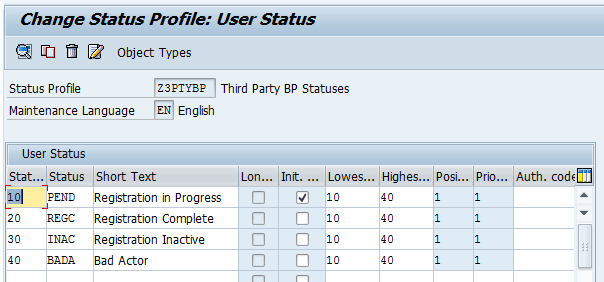 Change Status Profile: User Status
Object Types
Status Profile Z3PTYBP Third Party BP Statuses
Maintenance Language EN English
User Status
Stat... Status Short Text Lon... Init. ... Lowes... Highes... Posi... Prio... Auth. code
10 PEND Registration in Progress 10 40 1 1
20 REGC Registration Complete 10 40 1 1
30 INAC Registration Inactive 10 40 1 1
40 BADA Bad Actor 10 40 1 1